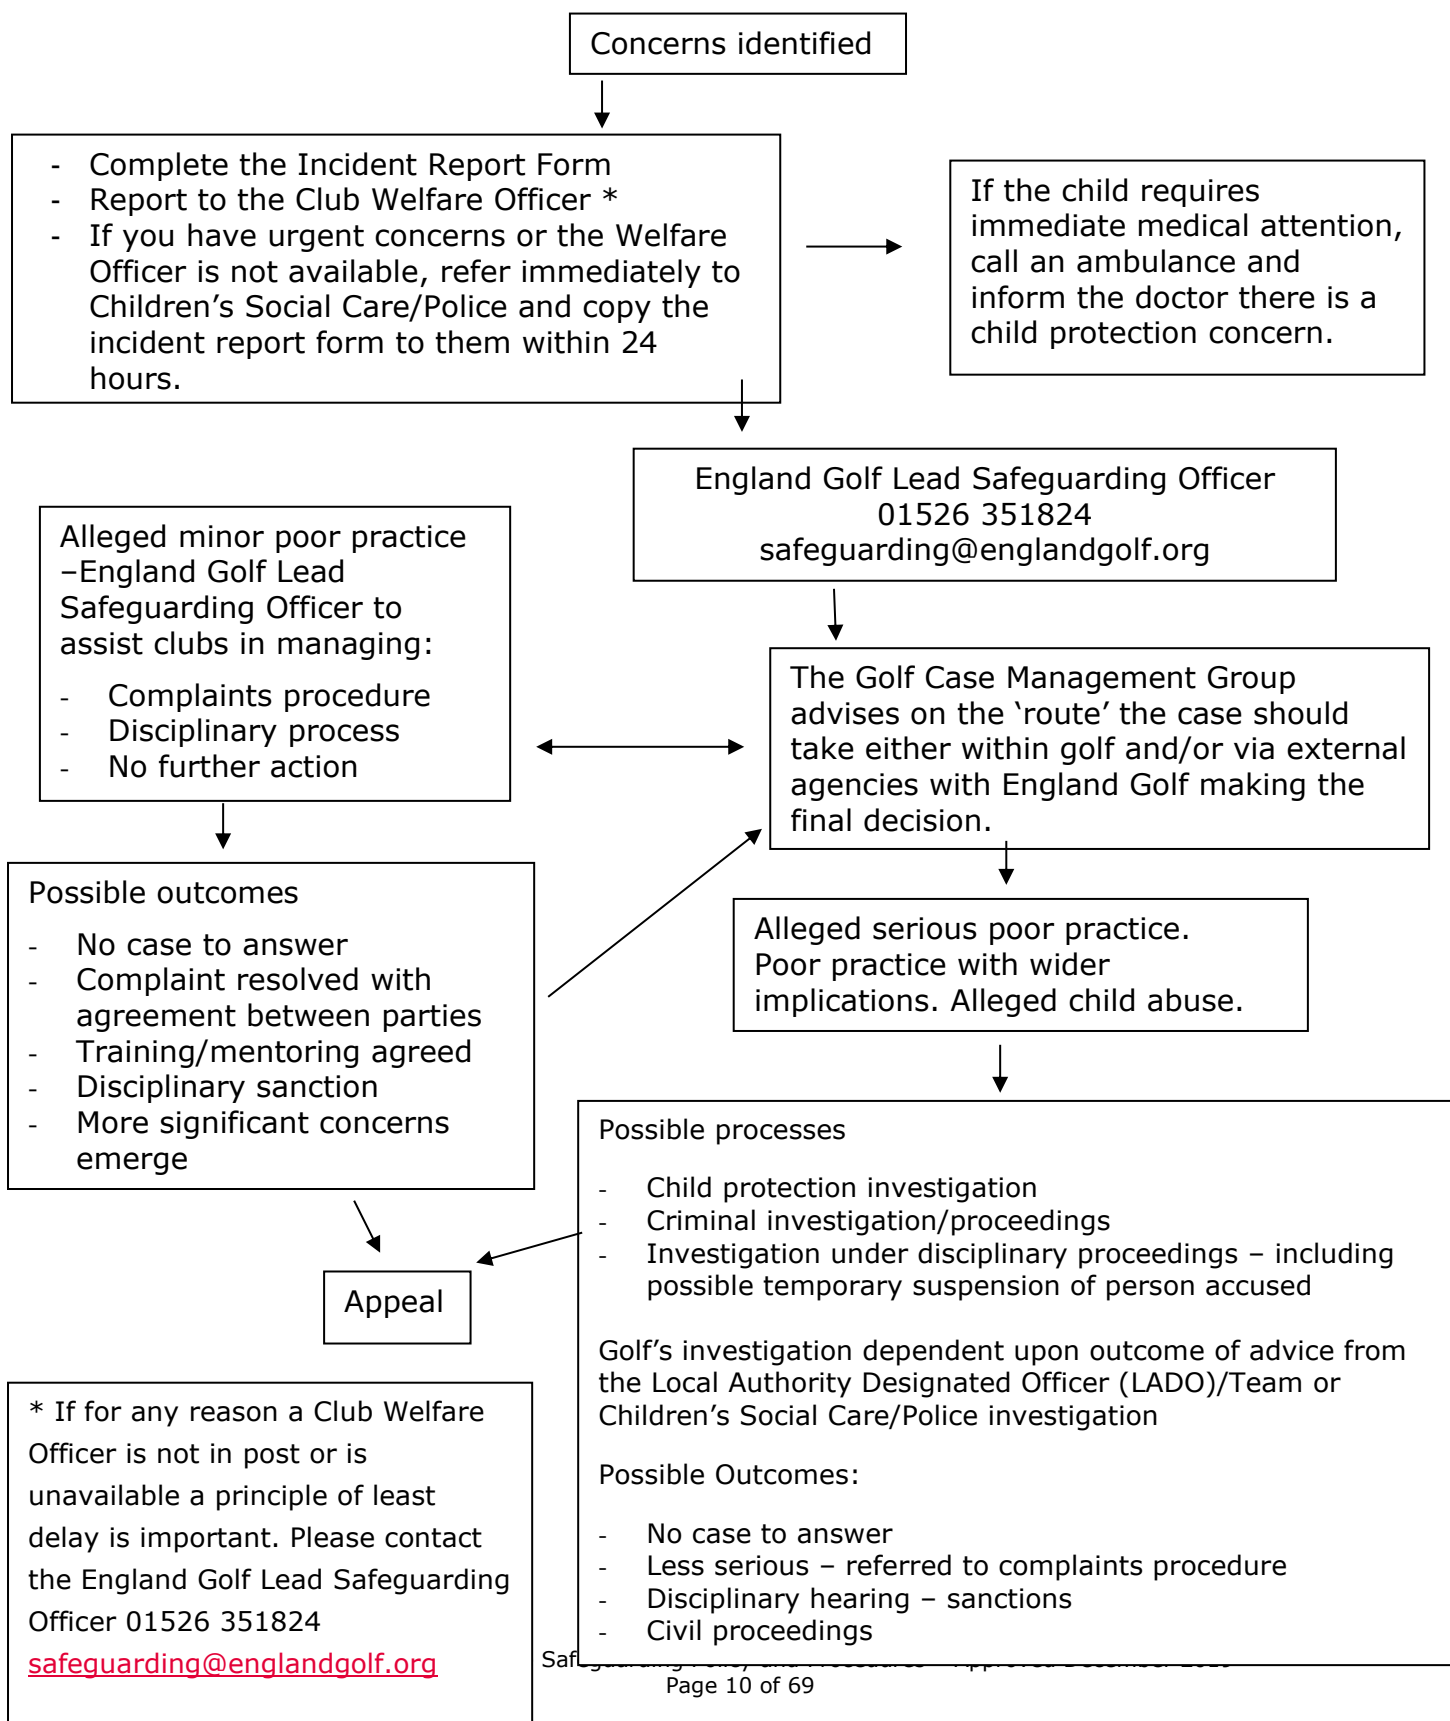 Concerns identified
- Complete the Incident Report Form
- Report to the Club Welfare Officer *
- If you have urgent concerns or the Welfare
Officer is not available, refer immediately to
Children’s Social Care/Police and copy the
incident report form to them within 24
hours.
If the child requires
immediate medical attention,
call an ambulance and
inform the doctor there is a
child protection concern.
England Golf Lead Safeguarding Officer
01526 351824
safeguarding@englandgolf.org
Alleged minor poor practice
–England Golf Lead
Safeguarding Officer to
assist clubs in managing:
- Complaints procedure
- Disciplinary process
- No further action
The Golf Case Management Group
advises on the ‘route’ the case should
take either within golf and/or via external
agencies with England Golf making the
final decision.
Possible outcomes
- No case to answer
- Complaint resolved with
agreement between parties
- Training/mentoring agreed
- Disciplinary sanction
- More significant concerns
emerge
Alleged serious poor practice.
Poor practice with wider
implications. Alleged child abuse.
Possible processes
- Child protection investigation
- Criminal investigation/proceedings
- Investigation under disciplinary proceedings – including
possible temporary suspension of person accused
Golf’s investigation dependent upon outcome of advice from
the Local Authority Designated Officer (LADO)/Team or
Children’s Social Care/Police investigation
Possible Outcomes:
- No case to answer
- Less serious – referred to complaints procedure
- Disciplinary hearing – sanctions
- Civil proceedings
Appeal
* If for any reason a Club Welfare
Officer is not in post or is
unavailable a principle of least
delay is important. Please contact
the England Golf Lead Safeguarding
Officer 01526 351824
safeguarding@englandgolf.org
Page 10 of 69